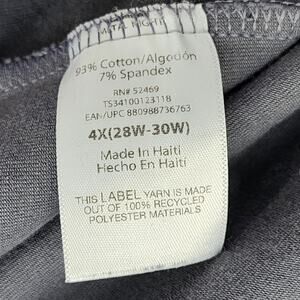 93% Cotton/Algodón
7% Spandex
RN# 52469
TS34100123118
EAN/UPC 880988736763
4X(28W-30W)
Made In Haiti
Hecho En Haití
THIS LABEL YARN IS MADE
OUT OF 100% RECYCLED
POLYESTER MATERIALS